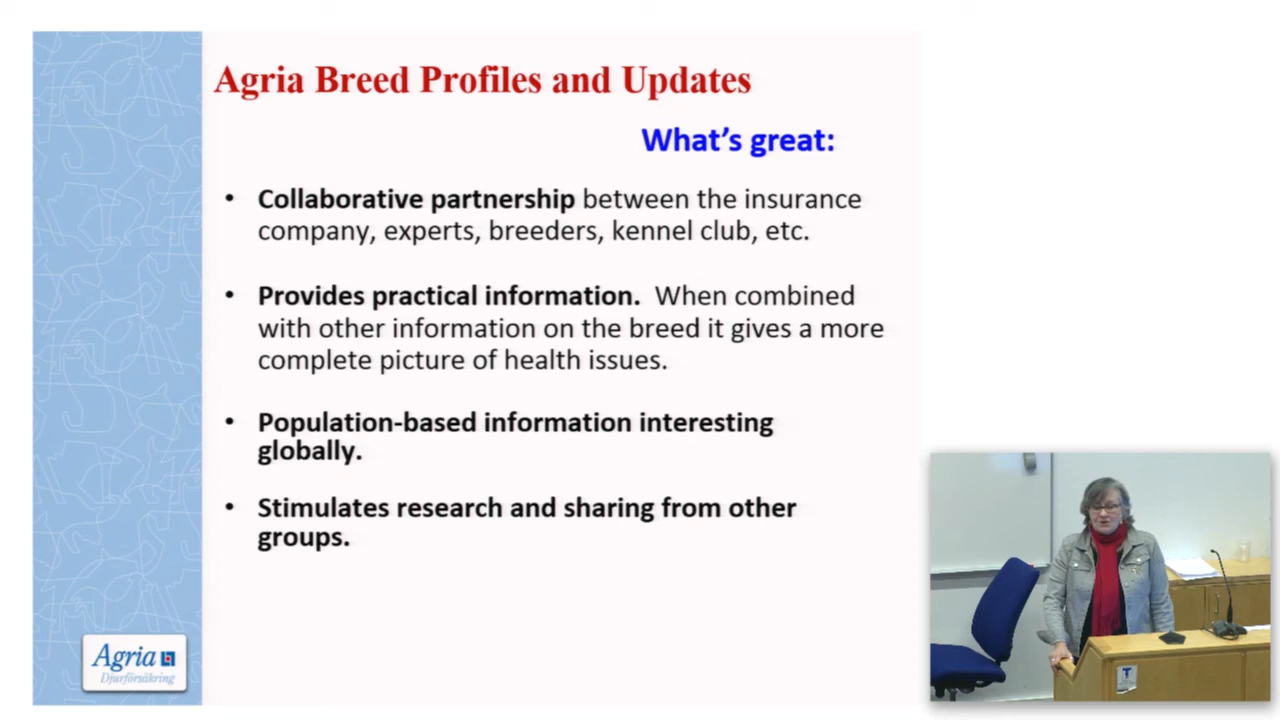 Agria Breed Profiles and Updates
What's great:
• Collaborative partnership between the insurance
company, experts, breeders, kennel club, etc.
• Provides practical information. When combined
with other information on the breed it gives a more
complete picture of health issues.
• Population-based information interesting
globally.
• Stimulates research and sharing from other
groups.
Agria
Djurförsäkring